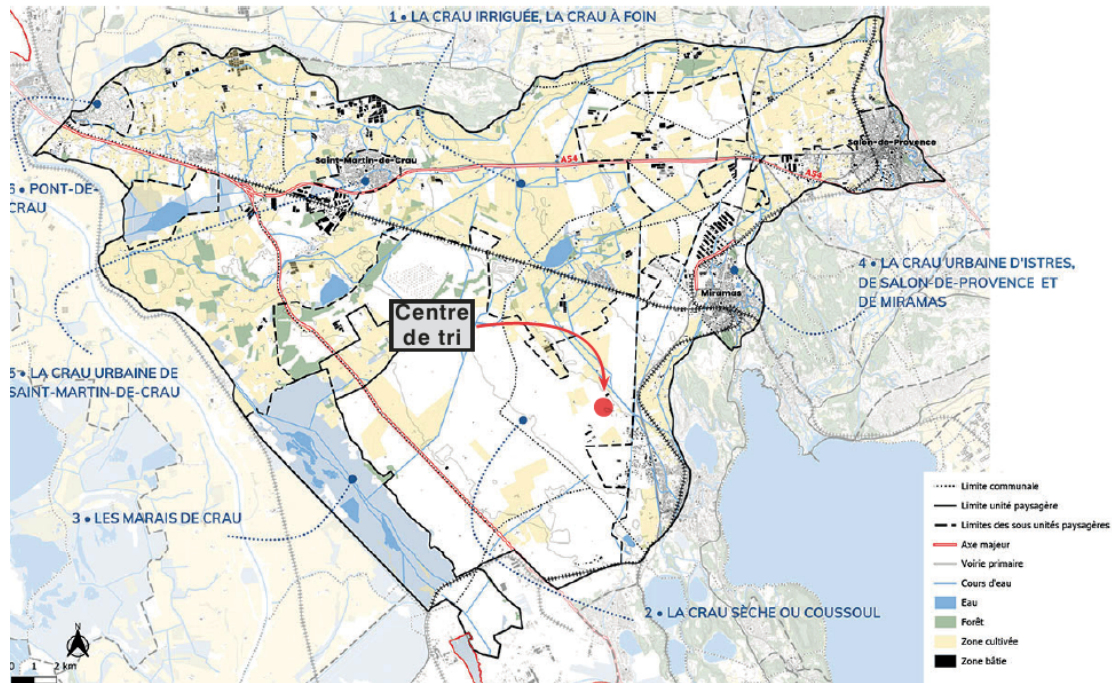 1 • LA CRAU IRRIGUÉE, LA CRAU À FOIN
Salon-de-Provence
Saint-Martin-de-Crau
A54
A54
6 • PONT-DE-
CRAU
4 • LA CRAU URBAINE D'ISTRES,
DE SALON-DE-PROVENCE ET
DE MIRAMAS
Miramas
Centre
de tri
5 • LA CRAU URBAINE DE
SAINT-MARTIN-DE-CRAU
3 • LES MARAIS DE CRAU
2 • LA CRAU SÈCHE OU COUSSOUL
Limite communale
Limite unité paysagère
Limites des sous unités paysagères
Axe majeur
Voirie primaire
Cours d'eau
Eau
Forêt
Zone cultivée
Zone bâtie
N
0 1 2 km